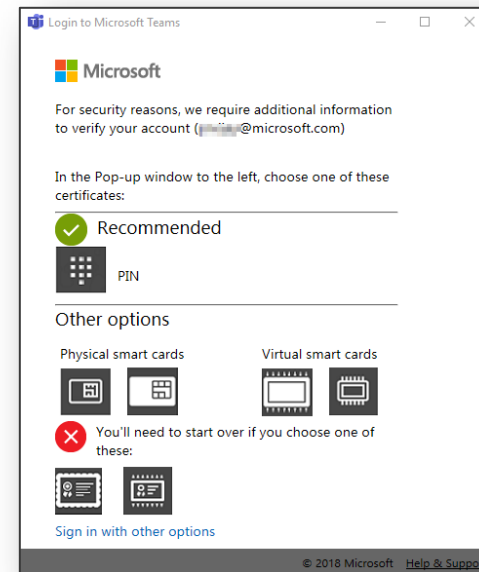 Login to Microsoft Teams
Microsoft
For security reasons, we require additional information
to verify your account (@microsoft.com)
In the Pop-up window to the left, choose one of these
certificates:
Recommended
PIN
Other options
Physical smart cards Virtual smart cards
You'll need to start over if you choose one of
these:
Sign in with other options
© 2018 Microsoft Help & Suppo